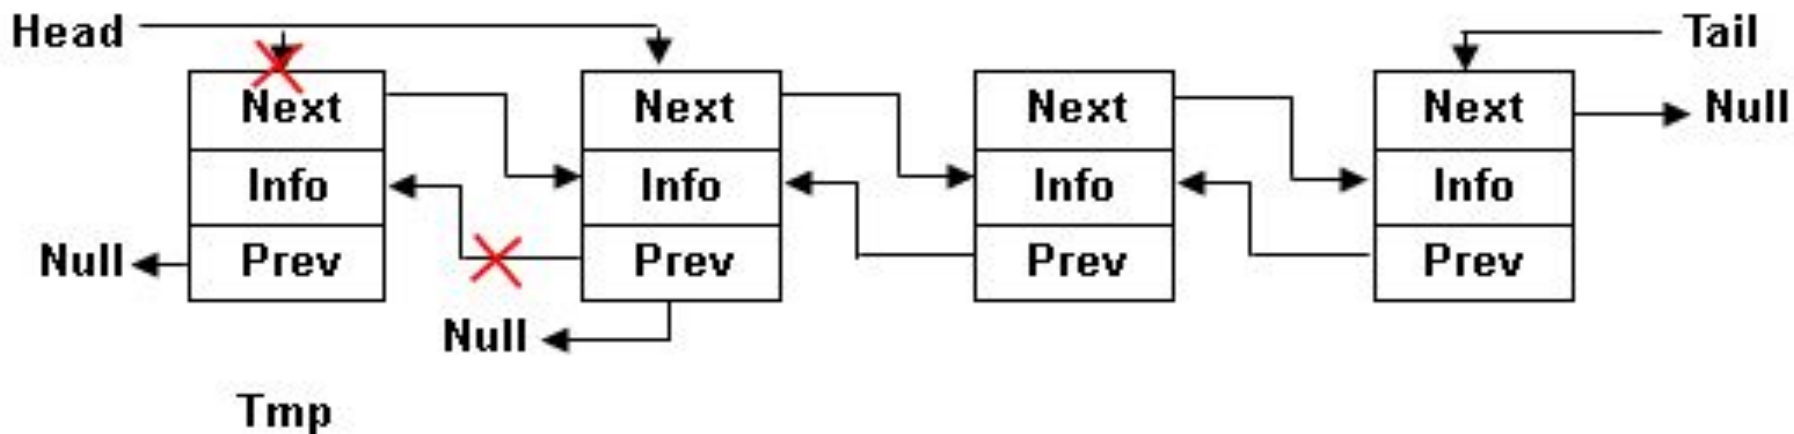 Head Tail
Next Next Next Next Null
Info Info Info Info
Null Prev Prev Prev Prev
Null
Tmp